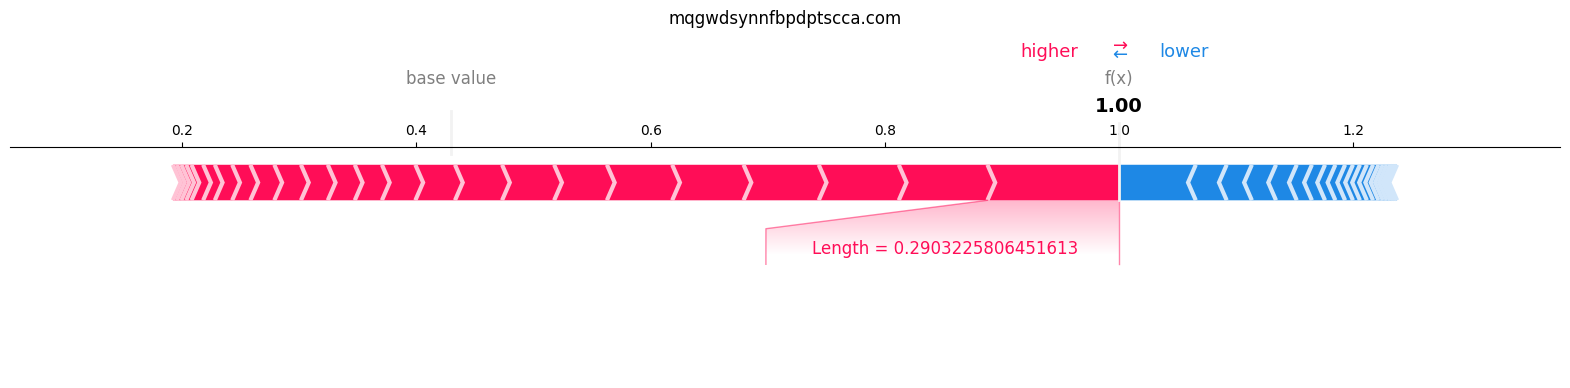 mqgwdsynnfbpdptscca.com
higher ⇄ lower
base value f(x)
1.00
0.2 0.4 0.6 0.8 1.0 1.2
Length = 0.2903225806451613